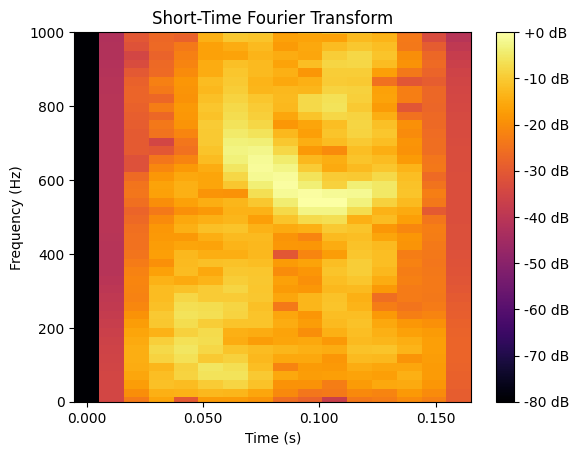 Short-Time Fourier Transform
1000
800
600
400
200
0
Frequency (Hz)
0.000
0.050
0.100
0.150
Time (s)
+0 dB
-10 dB
-20 dB
-30 dB
-40 dB
-50 dB
-60 dB
-70 dB
-80 dB